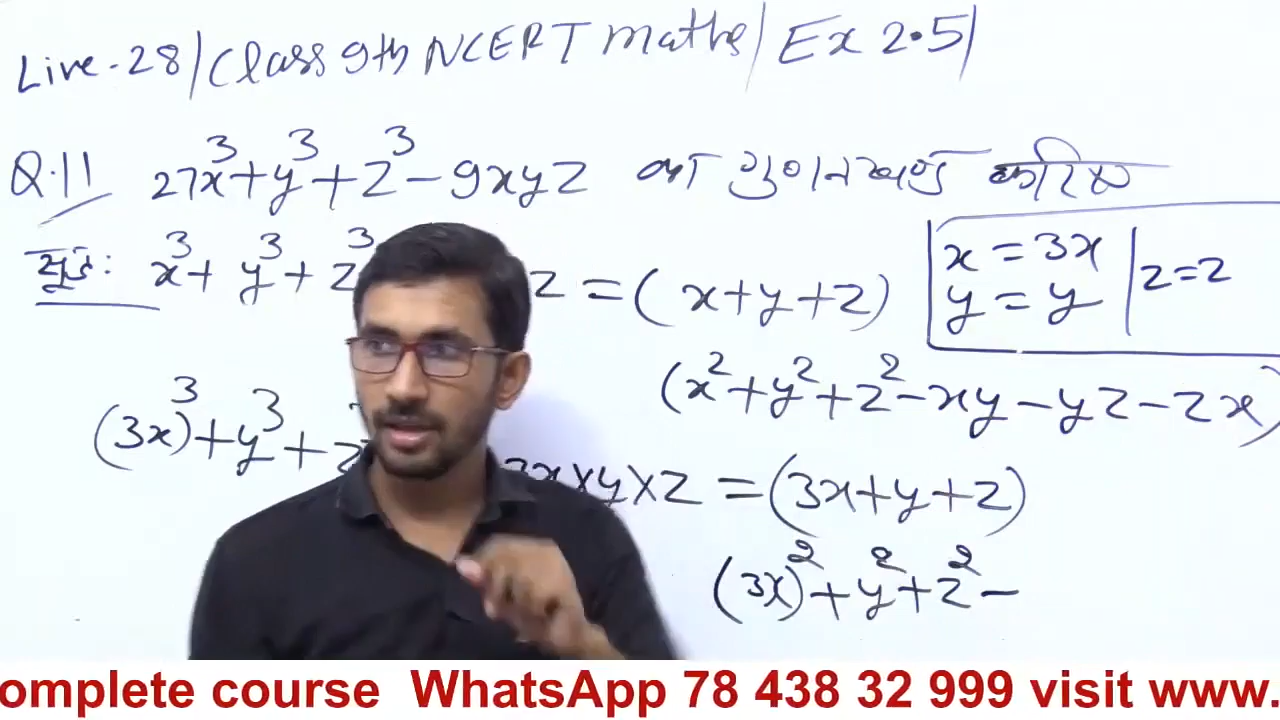 Live-28/Class 9th NCERT maths/Ex 2.5/
Q.11 27x³+y³+z³-9xyz का गुणनखण्ड करिए
सूत्र: x³+y³+z³ z=(x+y+z)
x=3x
y=y
z=z
(x²+y²+z²-xy-yz-zx)
(3x)³+y³+z 3x×y×z=(3x+y+z)
(3x)²+y²+z²-
omplete course WhatsApp 78 438 32 999 visit www.